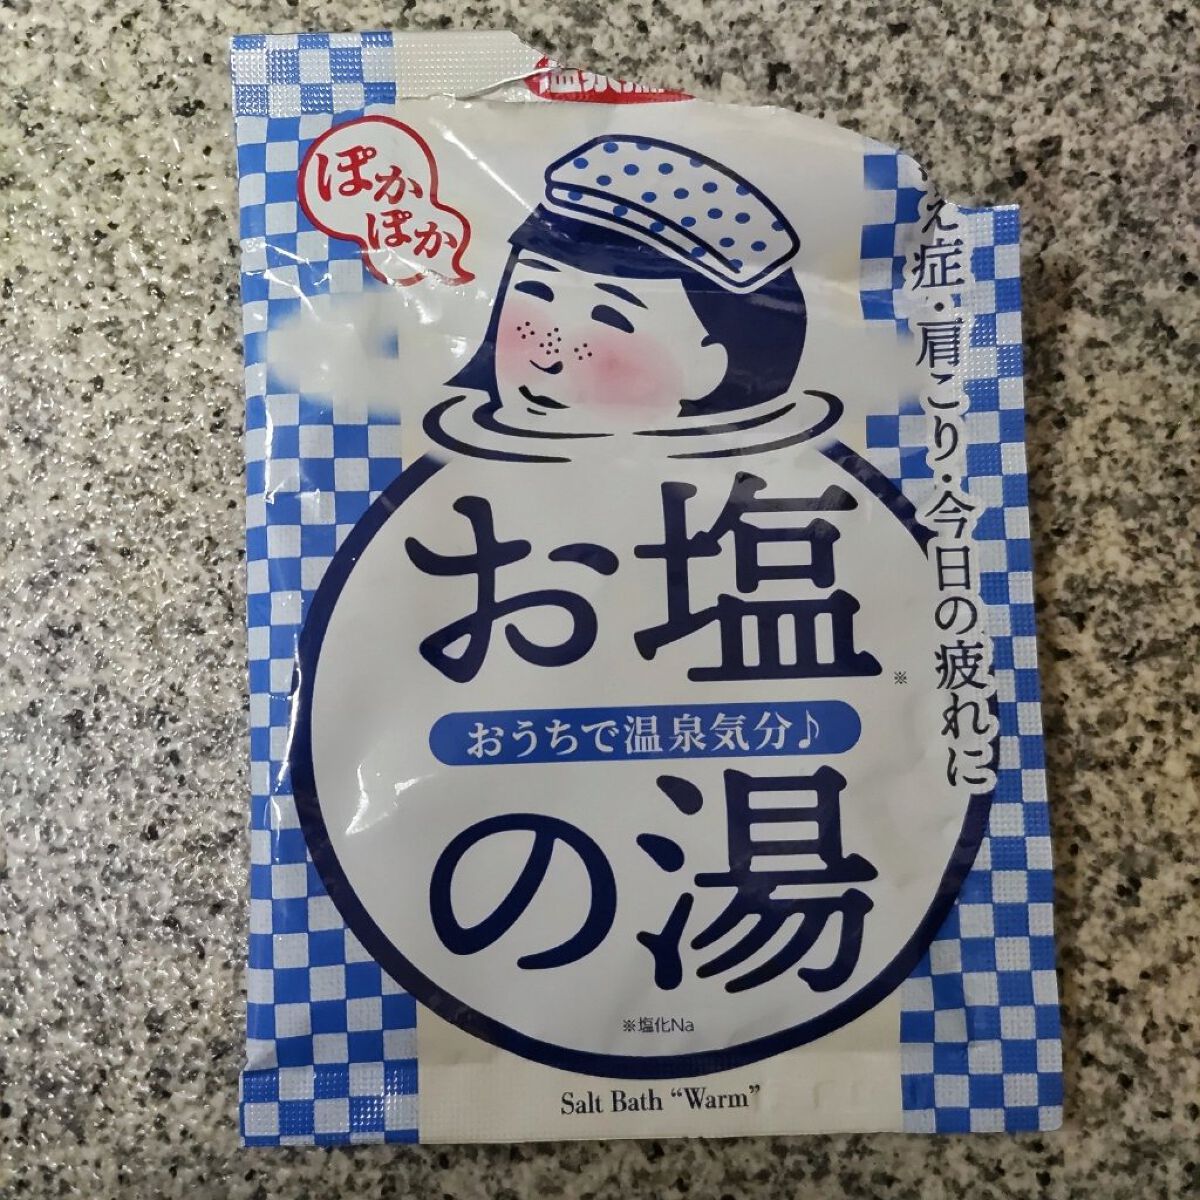 ぽか
ぽか
え症・肩こり・今日の疲れに
お塩
※
おうちで温泉気分♪
の湯
※塩化Na
Salt Bath “Warm”